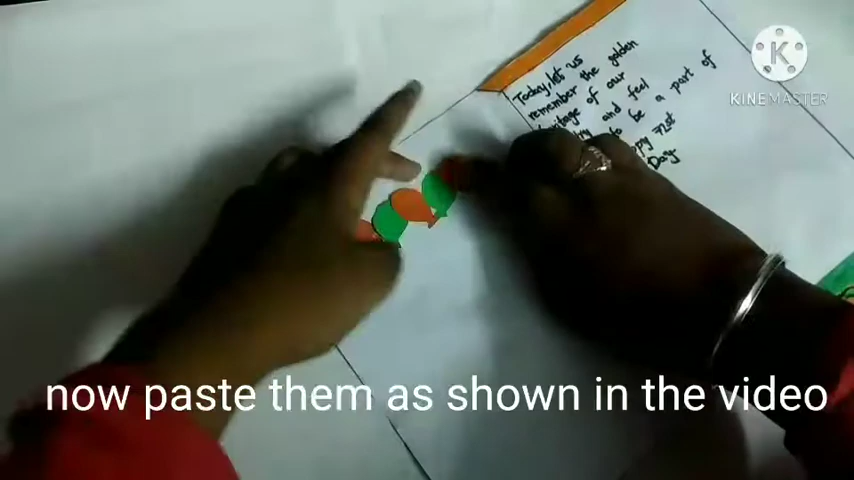 KINEMASTER
Today, let us
remember the golden
of our
and feel
to be a part of
Day
now paste them as shown in the video